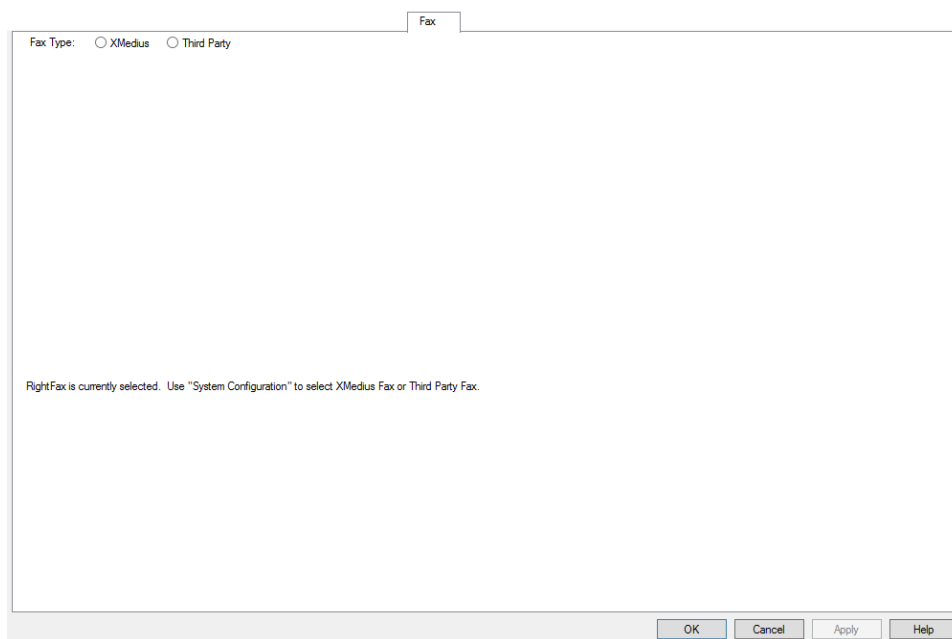 Fax
Fax Type: XMedius Third Party
RightFax is currently selected. Use "System Configuration" to select XMedius Fax or Third Party Fax.
OK Cancel Apply Help